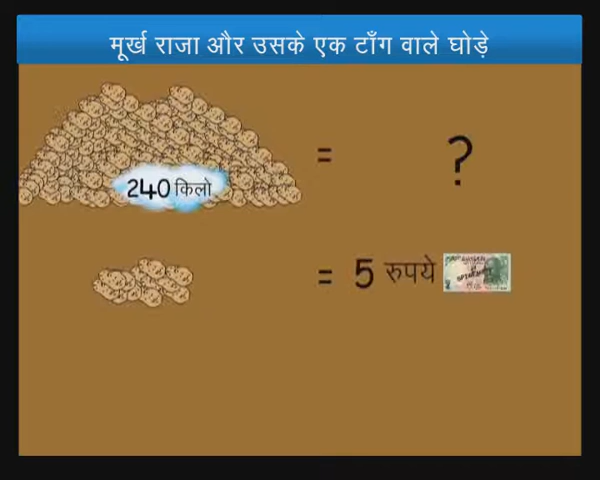 मूर्ख राजा और उसके एक टाँग वाले घोड़े
240 किलो = ?
= 5 रुपये